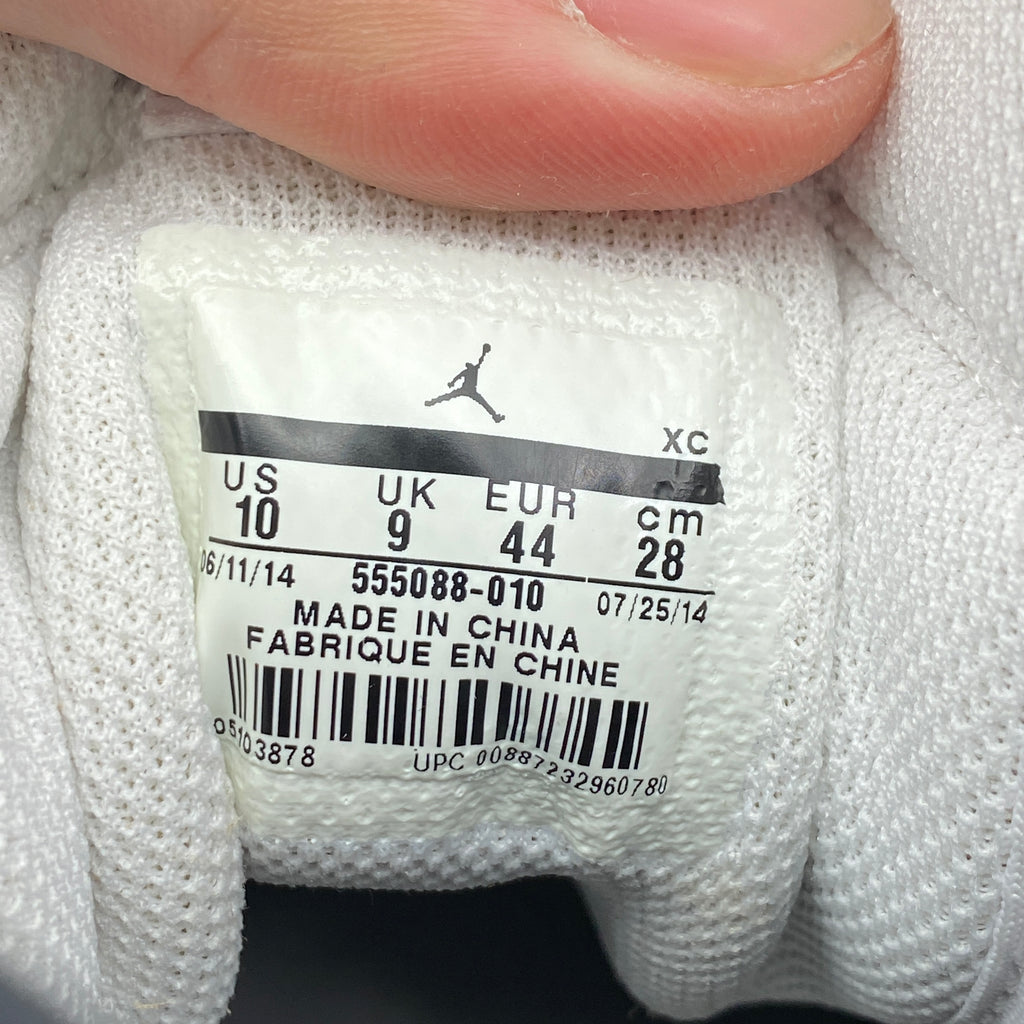 XC
US UK EUR cm
10 9 44 28
06/11/14 555088-010 07/25/14
MADE IN CHINA
FABRIQUE EN CHINE
05103878 UPC 00887232960780